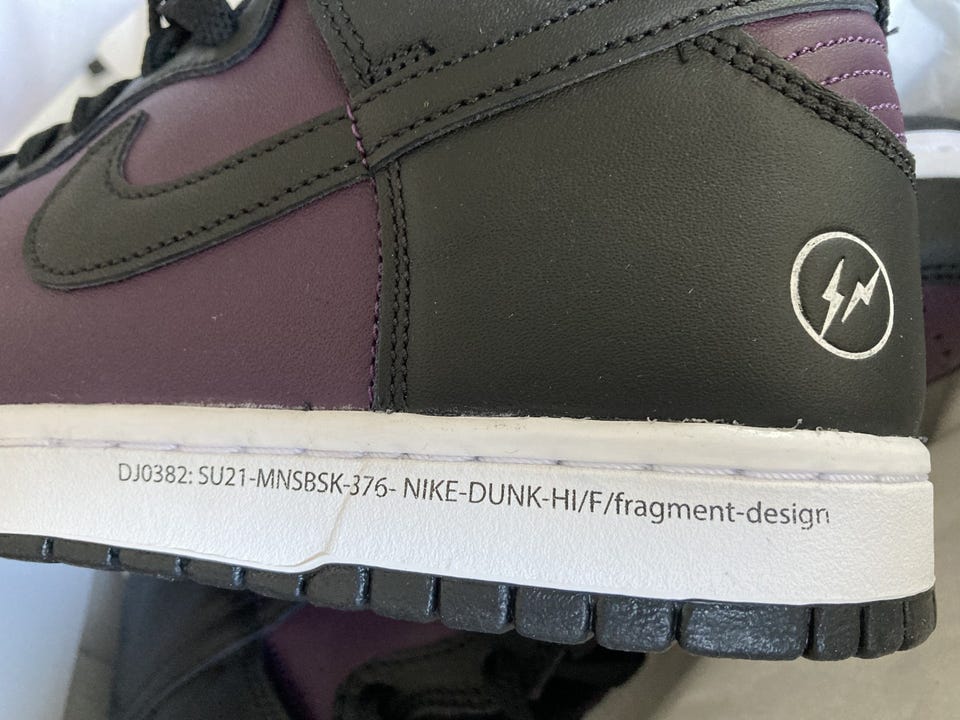 DJ0382: SU21-MNSBSK-376- NIKE-DUNK-HI/F/fragment-design